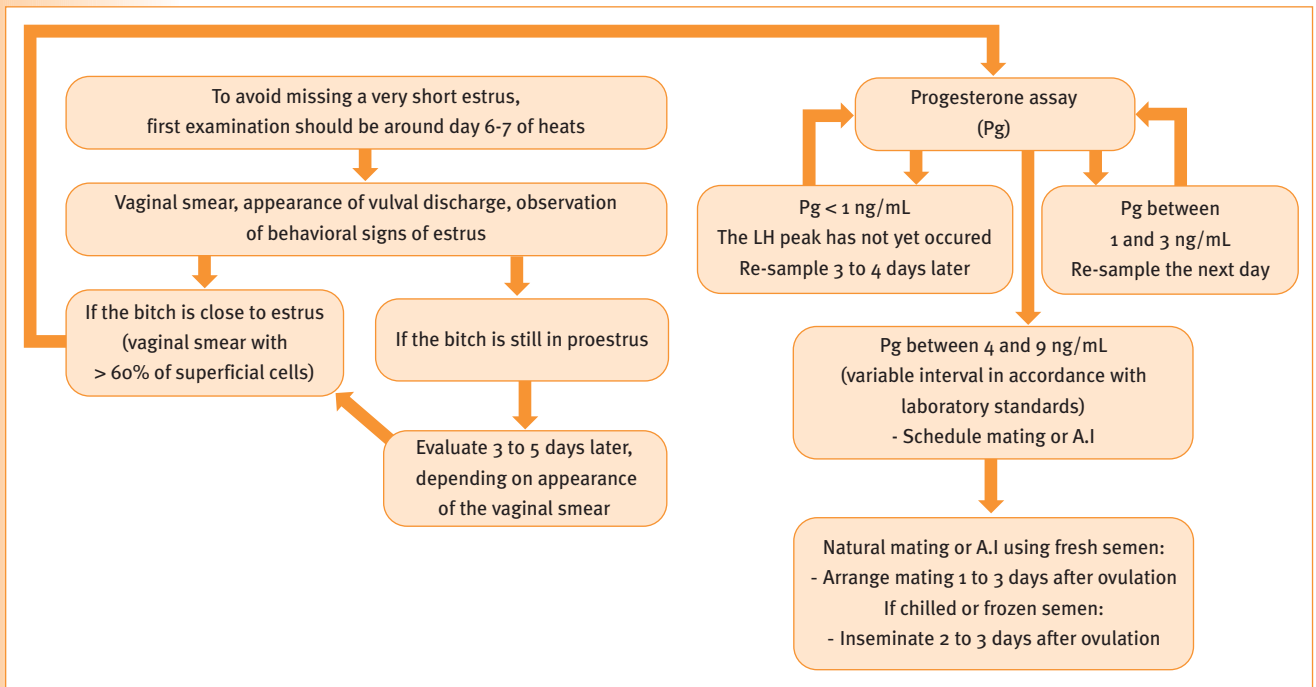 To avoid missing a very short estrus,
first examination should be around day 6-7 of heats
Vaginal smear, appearance of vulval discharge, observation
of behavioral signs of estrus
If the bitch is close to estrus
(vaginal smear with
> 60% of superficial cells)
If the bitch is still in proestrus
Evaluate 3 to 5 days later,
depending on appearance
of the vaginal smear
Progesterone assay
(Pg)
Pg < 1 ng/mL
The LH peak has not yet occured
Re-sample 3 to 4 days later
Pg between
1 and 3 ng/mL
Re-sample the next day
Pg between 4 and 9 ng/mL
(variable interval in accordance with
laboratory standards)
- Schedule mating or A.I
Natural mating or A.I using fresh semen:
- Arrange mating 1 to 3 days after ovulation
If chilled or frozen semen:
- Inseminate 2 to 3 days after ovulation